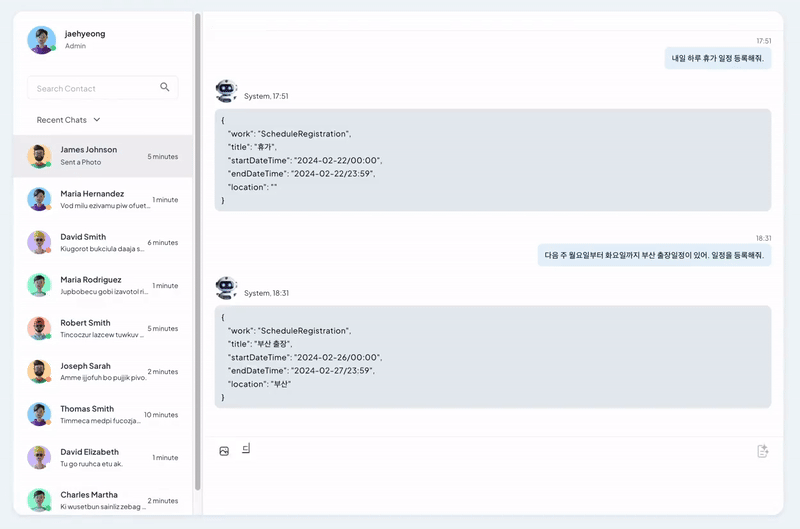 jaehyeong
Admin
Search Contact
Recent Chats
James Johnson
Sent a Photo
5 minutes
Maria Hernandez
Vod milu ezivamu piw ofuet...
1 minute
David Smith
Kiugorot bukciula daaja s...
6 minutes
Maria Rodriguez
Jupbobecu gobi izavotol ri...
1 minute
Robert Smith
Tincoczur lazcew tuwkuv ...
5 minutes
Joseph Sarah
Amme ijjofuh bo pujjik pivo.
2 minutes
Thomas Smith
Timmeca medpi fucozja...
10 minutes
David Elizabeth
Tu go ruuhca etu ak.
1 minute
Charles Martha
Ki wusetbun sainliz zebag ...
2 minutes
17:51
내일 하루 휴가 일정 등록해줘.
System, 17:51
{
"work": "ScheduleRegistration",
"title": "휴가",
"startDateTime": "2024-02-22/00:00",
"endDateTime": "2024-02-22/23:59",
"location": ""
}
18:31
다음 주 월요일부터 화요일까지 부산 출장일정이 있어. 일정을 등록해줘.
System, 18:31
{
"work": "ScheduleRegistration",
"title": "부산 출장",
"startDateTime": "2024-02-26/00:00",
"endDateTime": "2024-02-27/23:59",
"location": "부산"
}